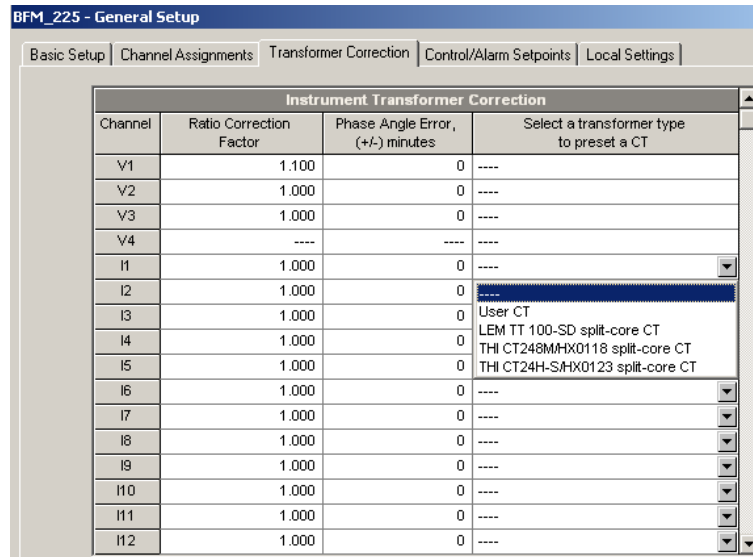 BFM_225 - General Setup
Basic Setup Channel Assignments Transformer Correction Control/Alarm Setpoints Local Settings
Instrument Transformer Correction
Channel Ratio Correction Factor Phase Angle Error, (+/-) minutes Select a transformer type to preset a CT
V1 1.100 0 ----
V2 1.000 0 ----
V3 1.000 0 ----
V4 ---- ---- ----
I1 1.000 0 ----
I2 1.000 0 ----
I3 1.000 0 User CT
LEM TT 100-SD split-core CT
I4 1.000 0 THI CT248M/HX0118 split-core CT
I5 1.000 0 THI CT24H-S/HX0123 split-core CT
I6 1.000 0 ----
I7 1.000 0 ----
I8 1.000 0 ----
I9 1.000 0 ----
I10 1.000 0 ----
I11 1.000 0 ----
I12 1.000 0 ----